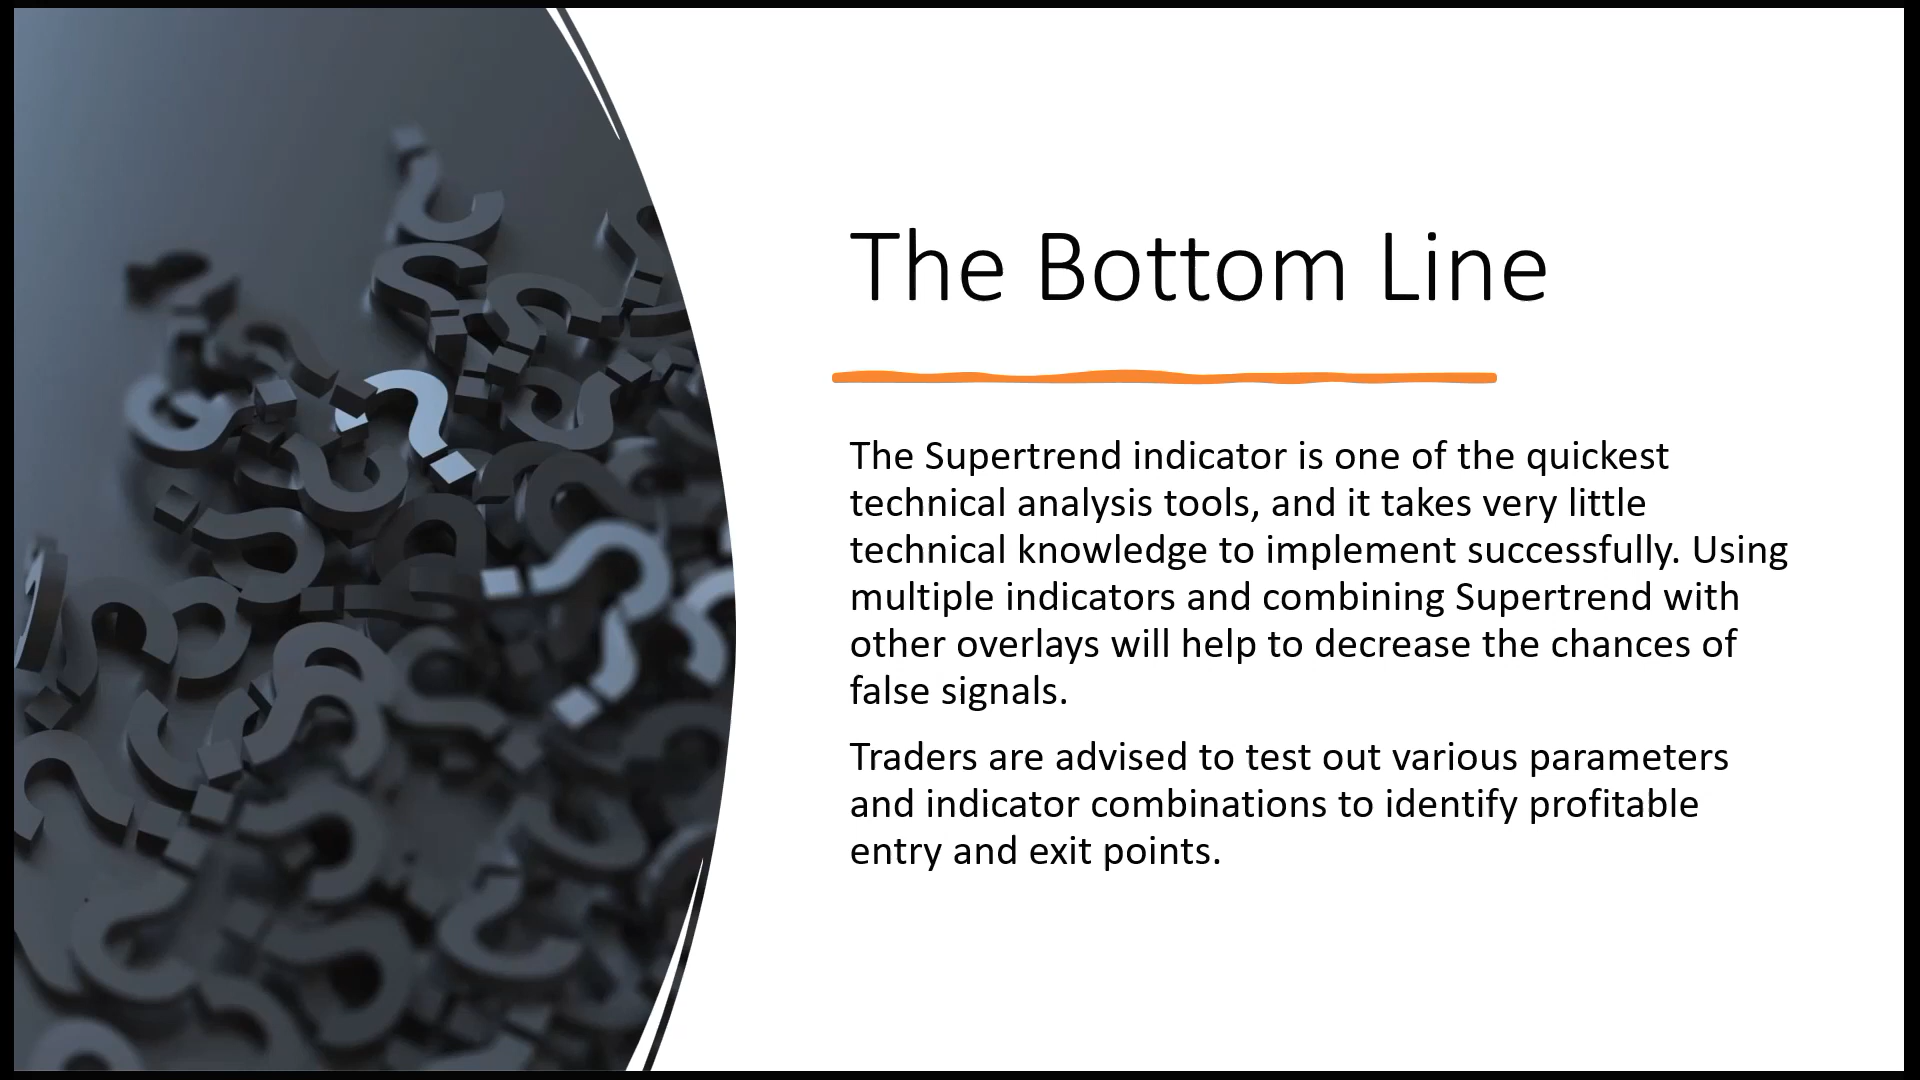 The Bottom Line
The Supertrend indicator is one of the quickest
technical analysis tools, and it takes very little
technical knowledge to implement successfully. Using
multiple indicators and combining Supertrend with
other overlays will help to decrease the chances of
false signals.
Traders are advised to test out various parameters
and indicator combinations to identify profitable
entry and exit points.